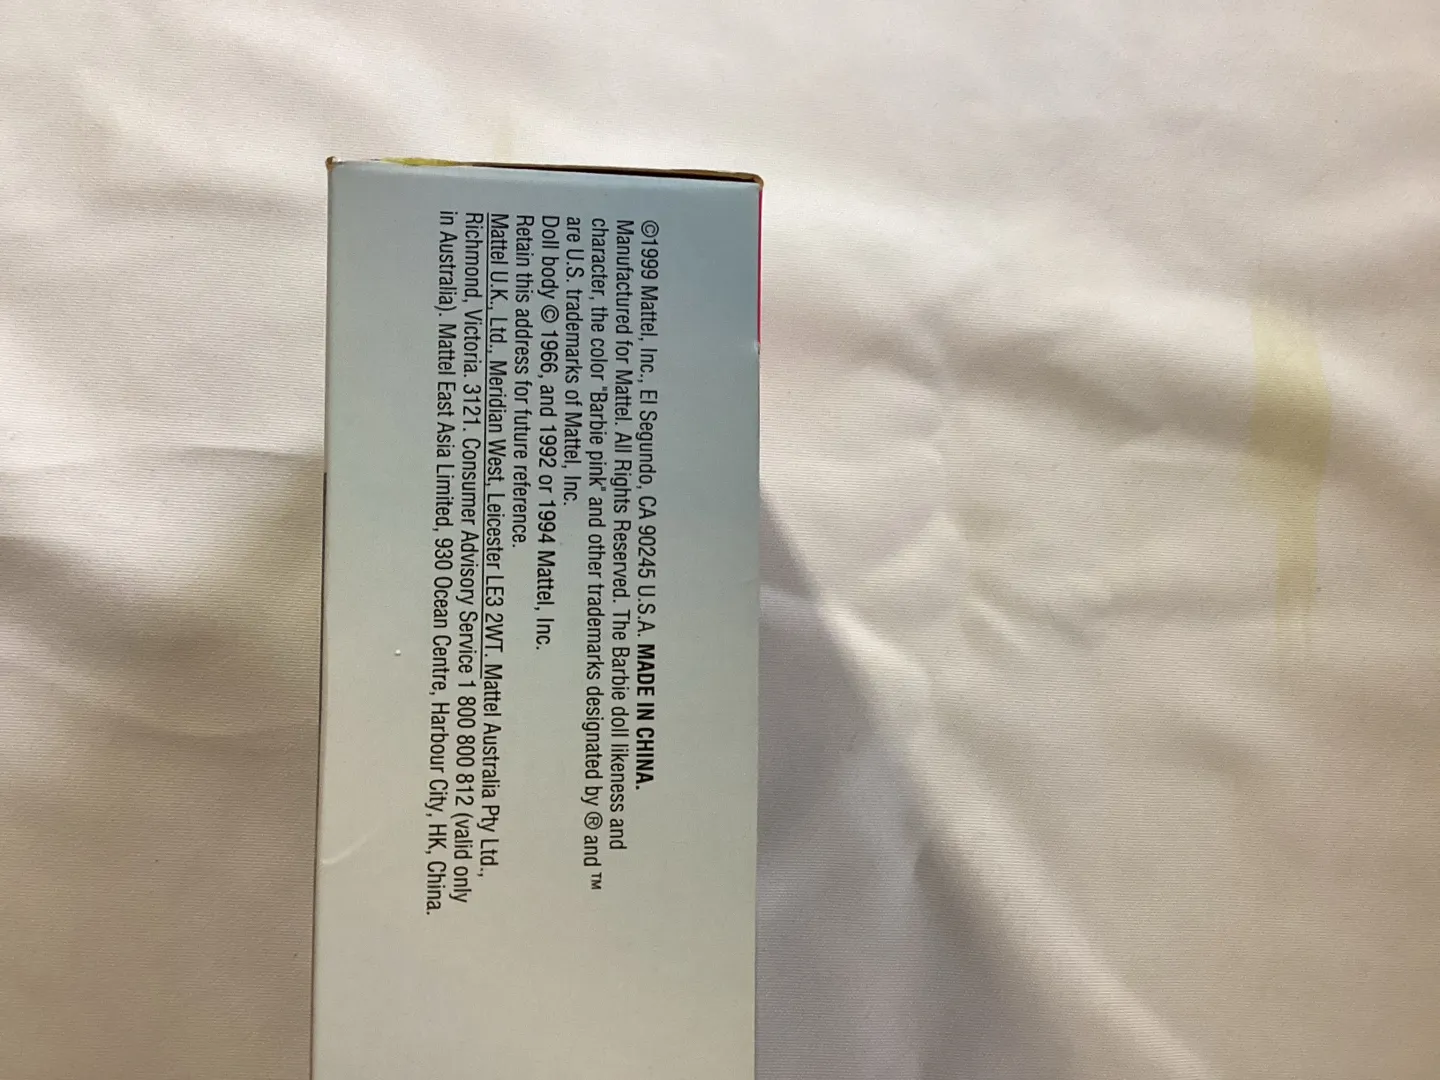 ©1999 Mattel, Inc., El Segundo, CA 90245 U.S.A. MADE IN CHINA.
Manufactured for Mattel. All Rights Reserved. The Barbie doll likeness and
character, the color "Barbie pink" and other trademarks designated by ® and ™
are U.S. trademarks of Mattel, Inc.
Doll body © 1966, and 1992 or 1994 Mattel, Inc.
Retain this address for future reference.
Mattel U.K., Ltd., Meridian West, Leicester LE3 2WT. Mattel Australia Pty Ltd.,
Richmond, Victoria. 3121. Consumer Advisory Service 1 800 800 812 (valid only
in Australia). Mattel East Asia Limited, 930 Ocean Centre, Harbour City, HK, China.